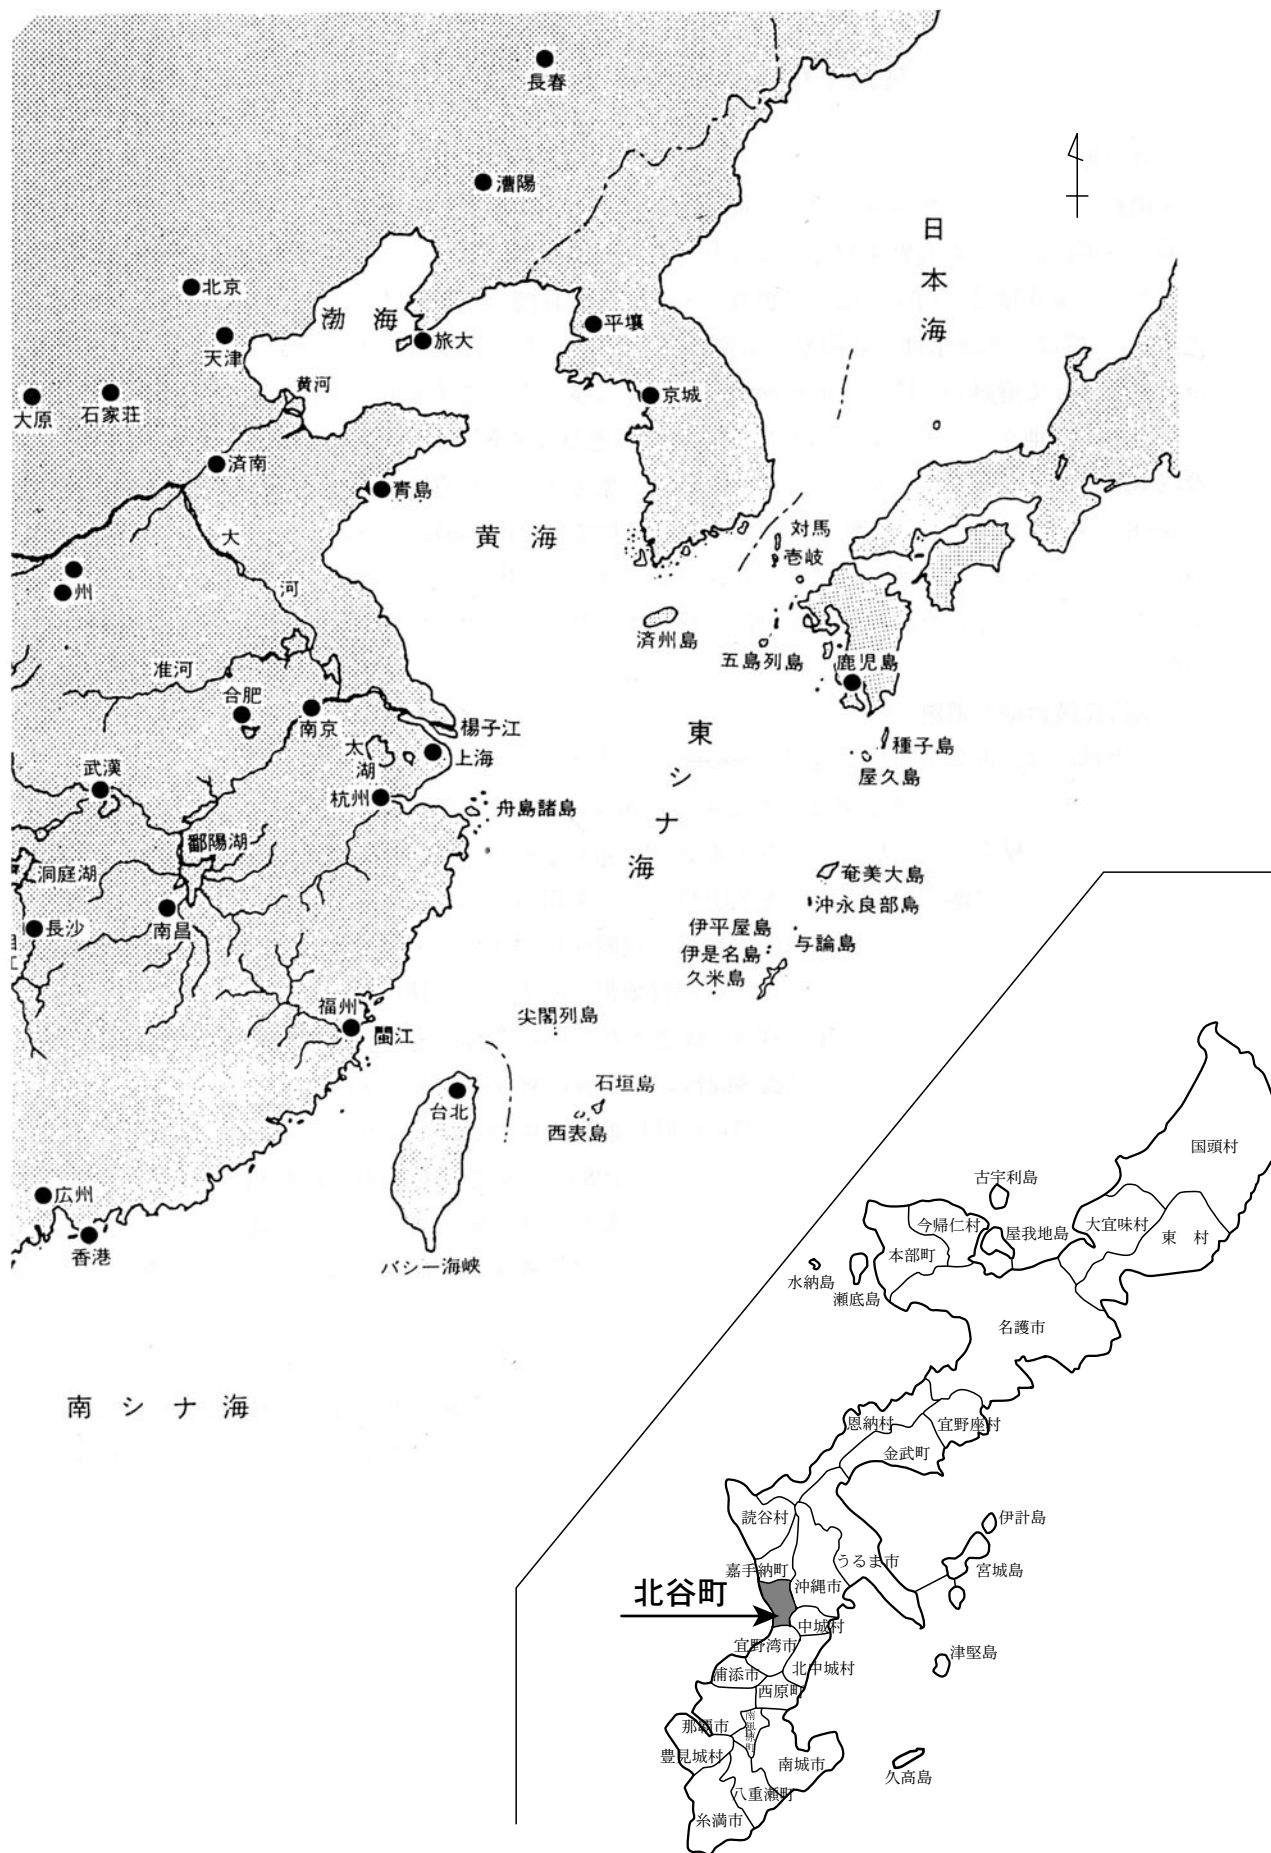 長春
瀋陽
日本海
北京
天津
渤海
旅大
平壌
黄河
大原
石家荘
京城
済南
青島
黄海
対馬
壱岐
大
河
州
済州島
五島列島
鹿児島
准河
合肥
南京
楊子江
太湖
上海
東シナ海
種子島
屋久島
武漢
杭州
舟島諸島
鄱陽湖
洞庭湖
奄美大島
沖永良部島
長沙
南昌
伊平屋島
与論島
伊是名島
久米島
江
福州
閩江
尖閣列島
石垣島
台北
西表島
広州
香港
バシー海峡
南シナ海
国頭村
古宇利島
今帰仁村
屋我地島
大宜味村
東村
本部町
水納島
瀬底島
名護市
恩納村
宜野座村
金武町
読谷村
伊計島
うるま市
宮城島
嘉手納町
沖縄市
北谷町
中城村
宜野湾市
津堅島
北中城村
浦添市
西原町
那覇市
南風原町
豊見城村
南城市
久高島
八重瀬町
糸満市